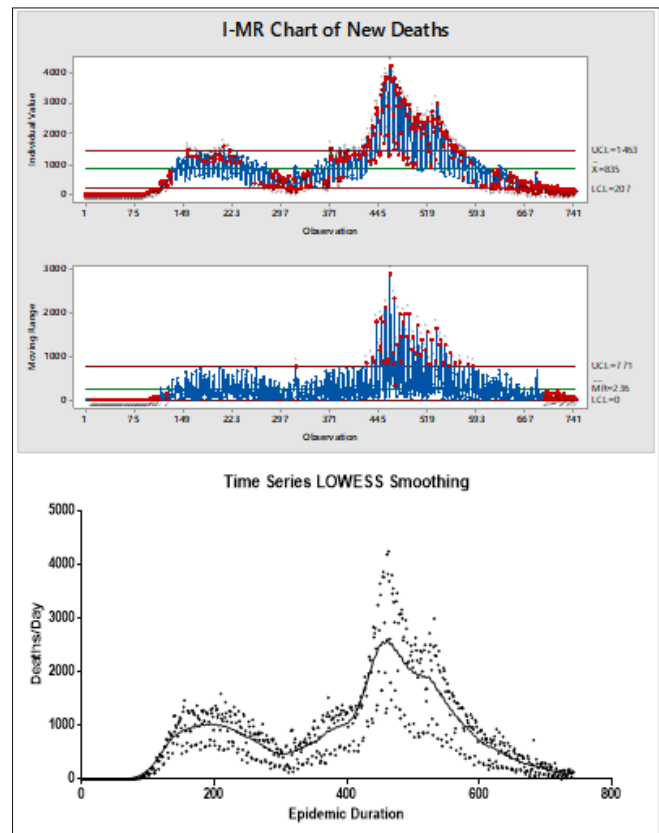 I-MR Chart of New Deaths
Individual Value
4000
3000
2000
1000
0
UCL=1463
_
X=835
LCL=207
1 75 149 223 297 371 445 519 593 667 741
Observation
Moving Range
3000
2000
1000
0
UCL=771
__
MR=236
LCL=0
1 75 149 223 297 371 445 519 593 667 741
Observation
Time Series LOWESS Smoothing
Deaths/Day
5000
4000
3000
2000
1000
0
0 200 400 600 800
Epidemic Duration